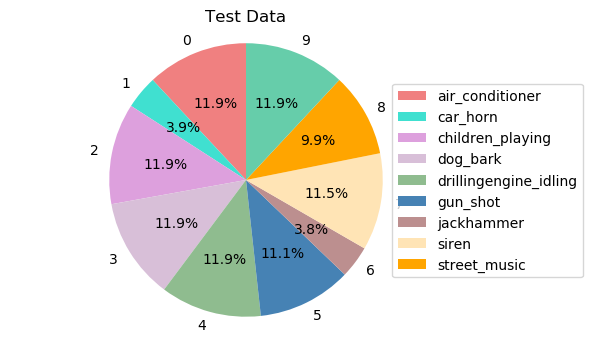 Test Data
0
1
2
3
4
5
6
8
9
11.9%
3.9%
11.9%
11.9%
11.9%
11.1%
3.8%
11.5%
9.9%
11.9%
air_conditioner
car_horn
children_playing
dog_bark
drillingengine_idling
gun_shot
jackhammer
siren
street_music